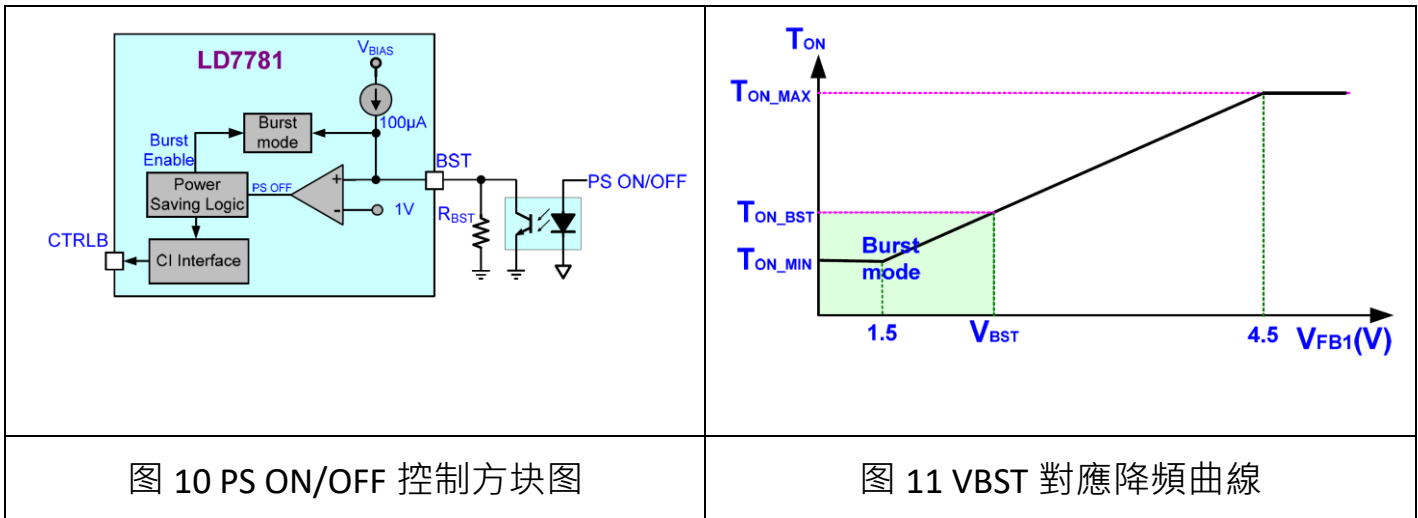 LD7781
VBIAS
100µA
Burst mode
Burst Enable
BST
PS ON/OFF
Power Saving Logic
PS OFF
+
-
1V
RBST
CTRLB
CI Interface
图 10 PS ON/OFF 控制方块图
TON
TON_MAX
TON_BST
TON_MIN
Burst mode
1.5
VBST
4.5
VFB1(V)
图 11 VBST 對應降頻曲線